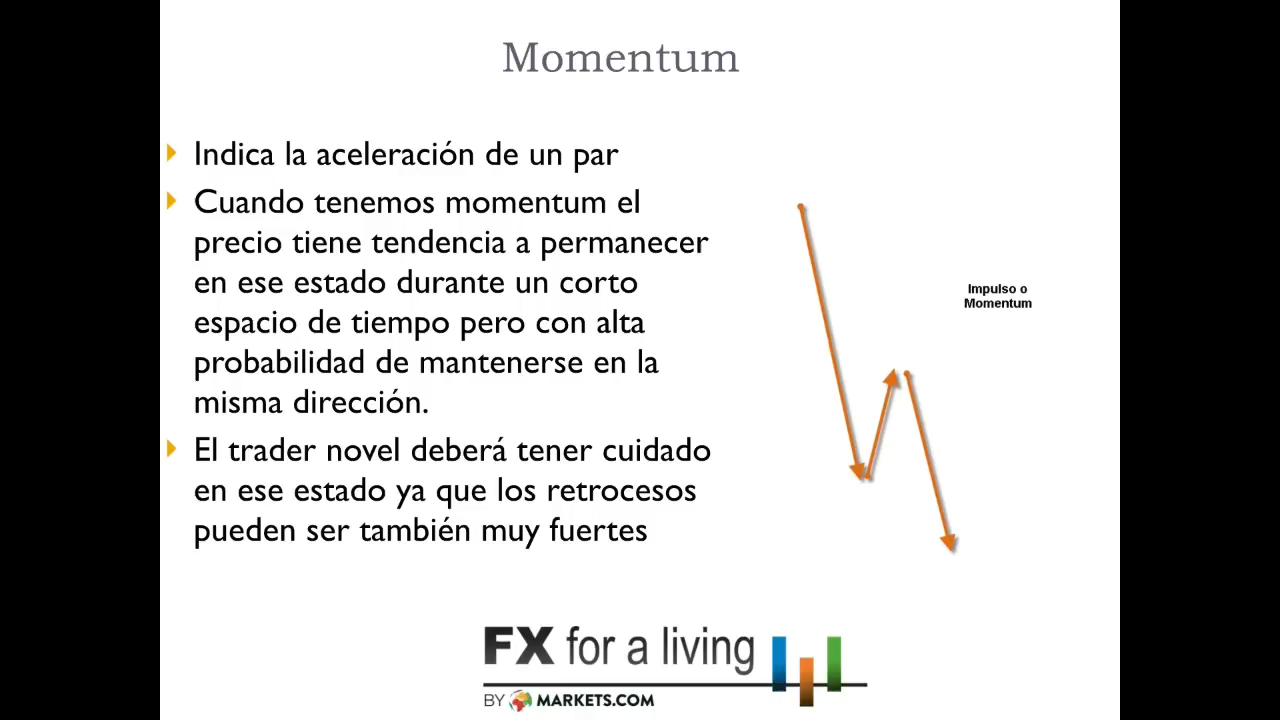 Momentum
Indica la aceleración de un par
Cuando tenemos momentum el
precio tiene tendencia a permanecer
en ese estado durante un corto
espacio de tiempo pero con alta
probabilidad de mantenerse en la
misma dirección.
El trader novel deberá tener cuidado
en ese estado ya que los retrocesos
pueden ser también muy fuertes
Impulso o
Momentum
FX for a living
BY MARKETS.COM